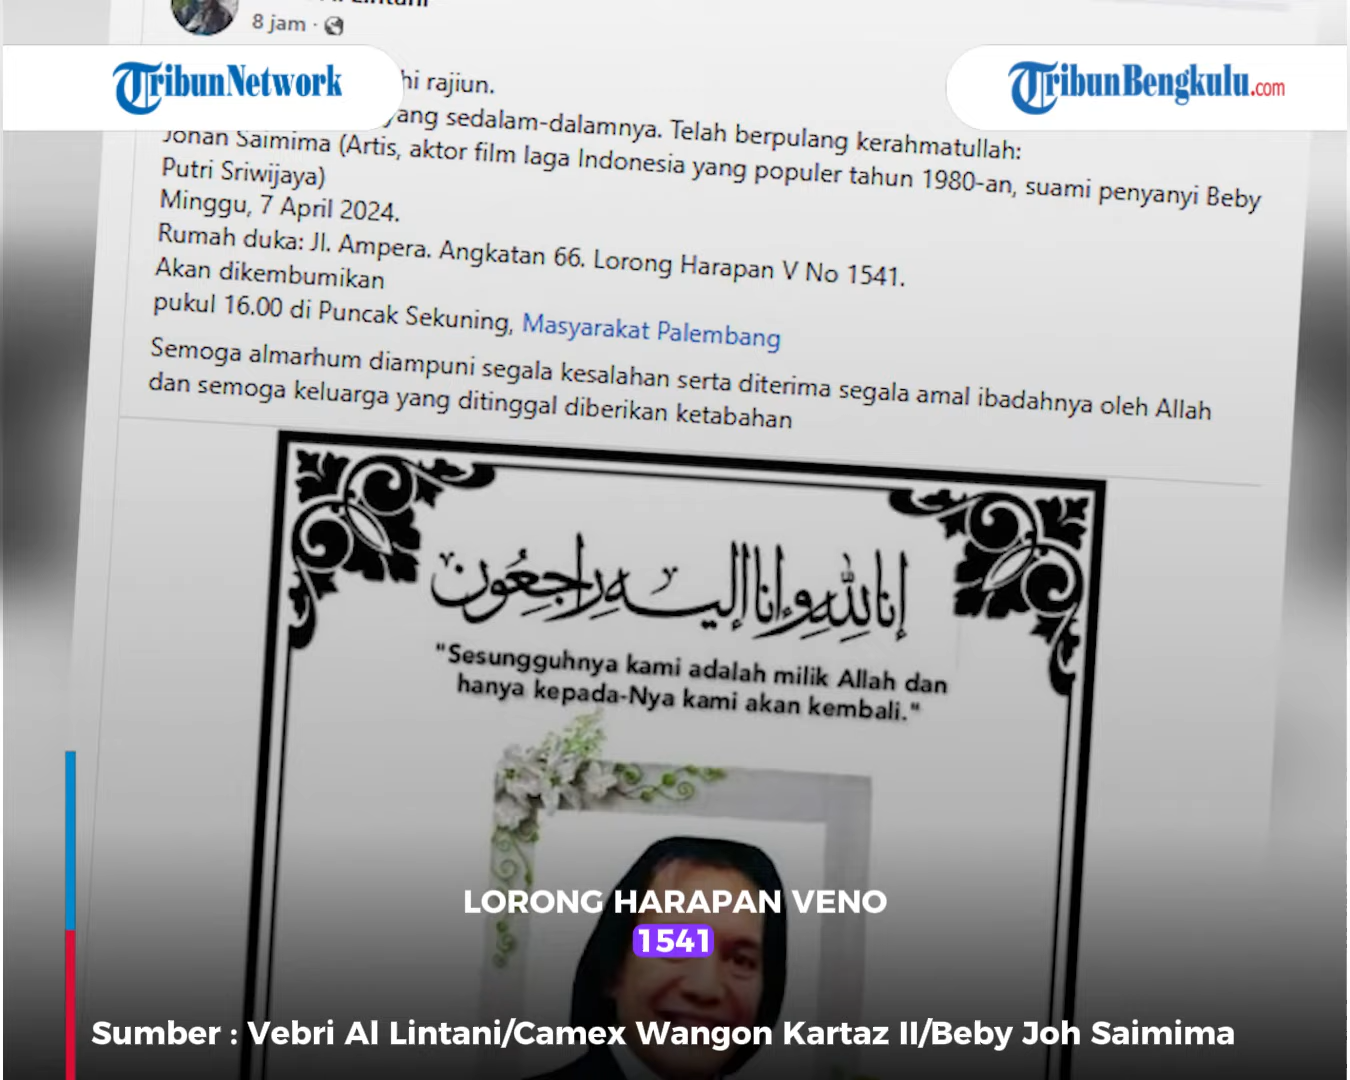 8 jam
TribunNetwork
TribunBengkulu.com
hi rajiun.
yang sedalam-dalamnya. Telah berpulang kerahmatullah:
Johan Saimima (Artis, aktor film laga Indonesia yang populer tahun 1980-an, suami penyanyi Beby
Putri Sriwijaya)
Minggu, 7 April 2024.
Rumah duka: Jl. Ampera. Angkatan 66. Lorong Harapan V No 1541.
Akan dikembumikan
pukul 16.00 di Puncak Sekuning, Masyarakat Palembang
Semoga almarhum diampuni segala kesalahan serta diterima segala amal ibadahnya oleh Allah
dan semoga keluarga yang ditinggal diberikan ketabahan
إنا لله وإنا إليه راجعون
"Sesungguhnya kami adalah milik Allah dan
hanya kepada-Nya kami akan kembali."
LORONG HARAPAN VENO
1541
Sumber : Vebri Al Lintani/Camex Wangon Kartaz II/Beby Joh Saimima